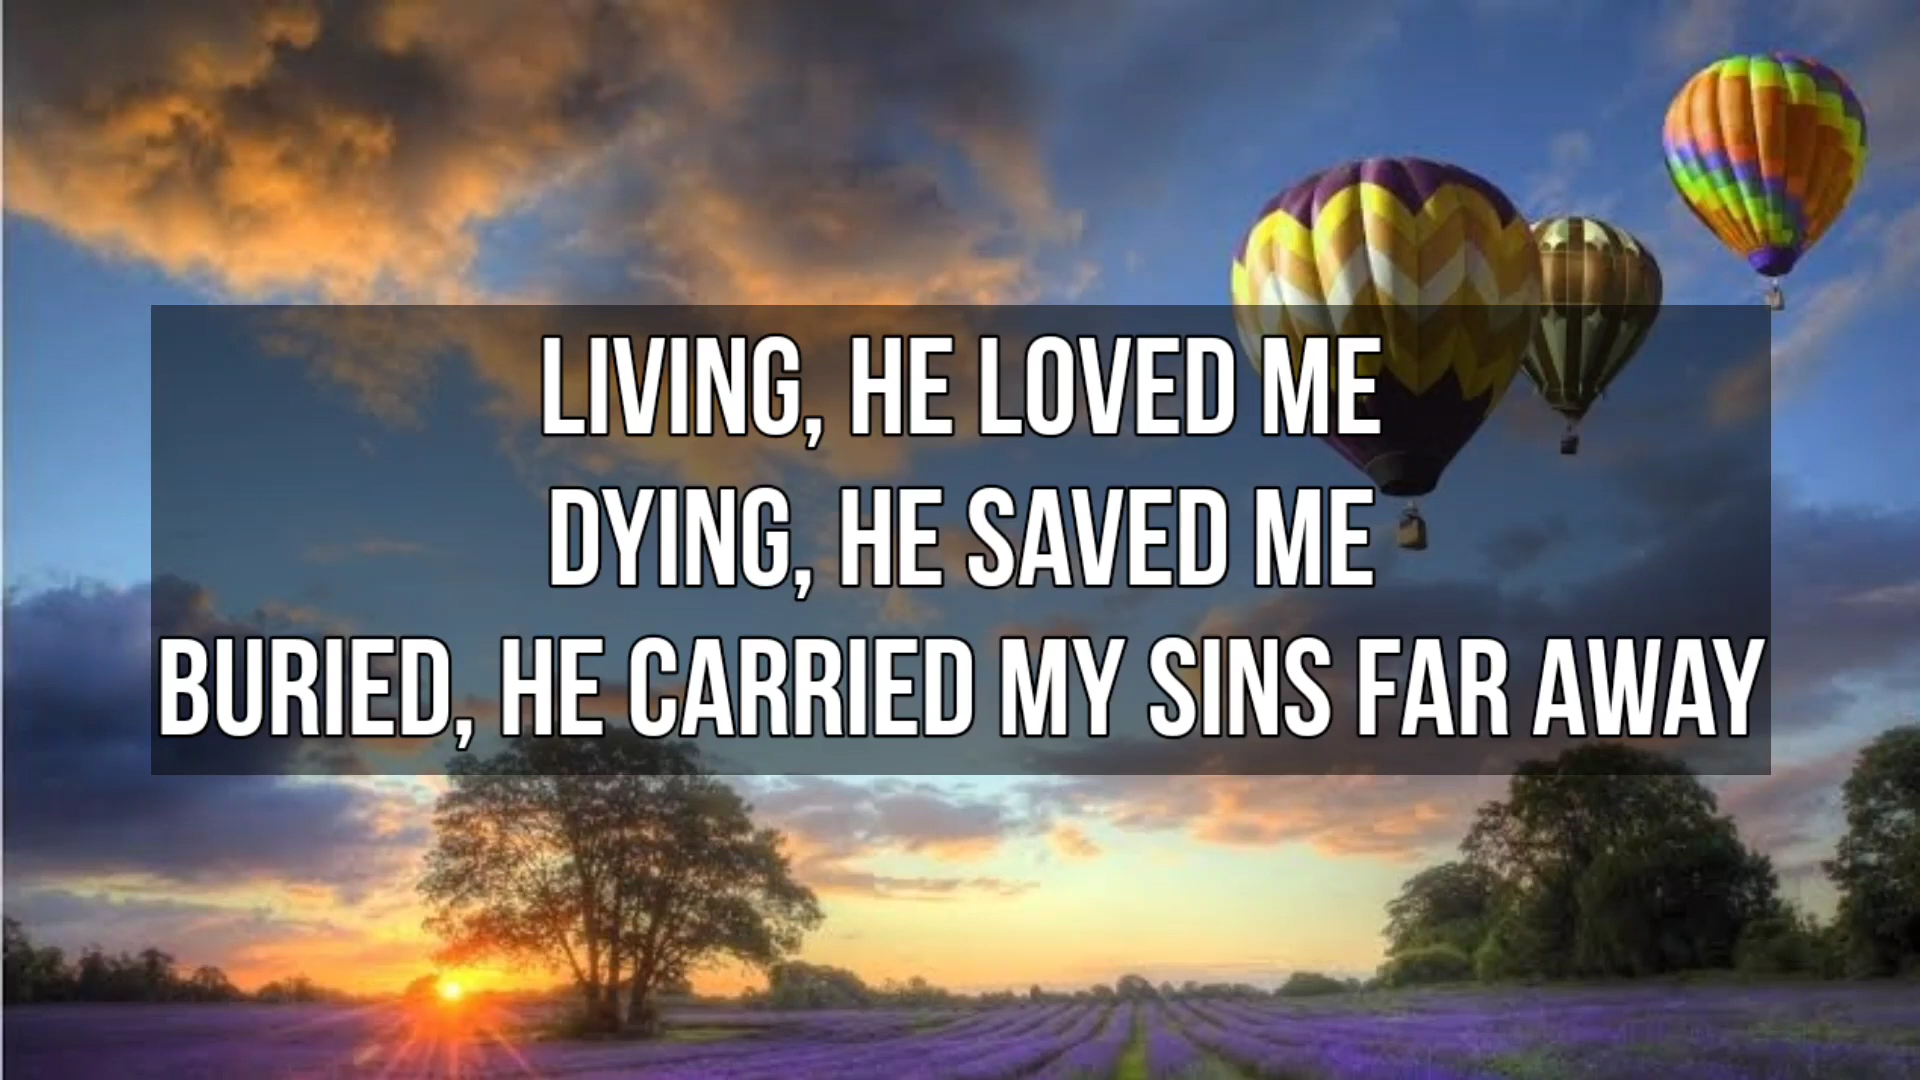 LIVING, HE LOVED ME
DYING, HE SAVED ME
BURIED, HE CARRIED MY SINS FAR AWAY